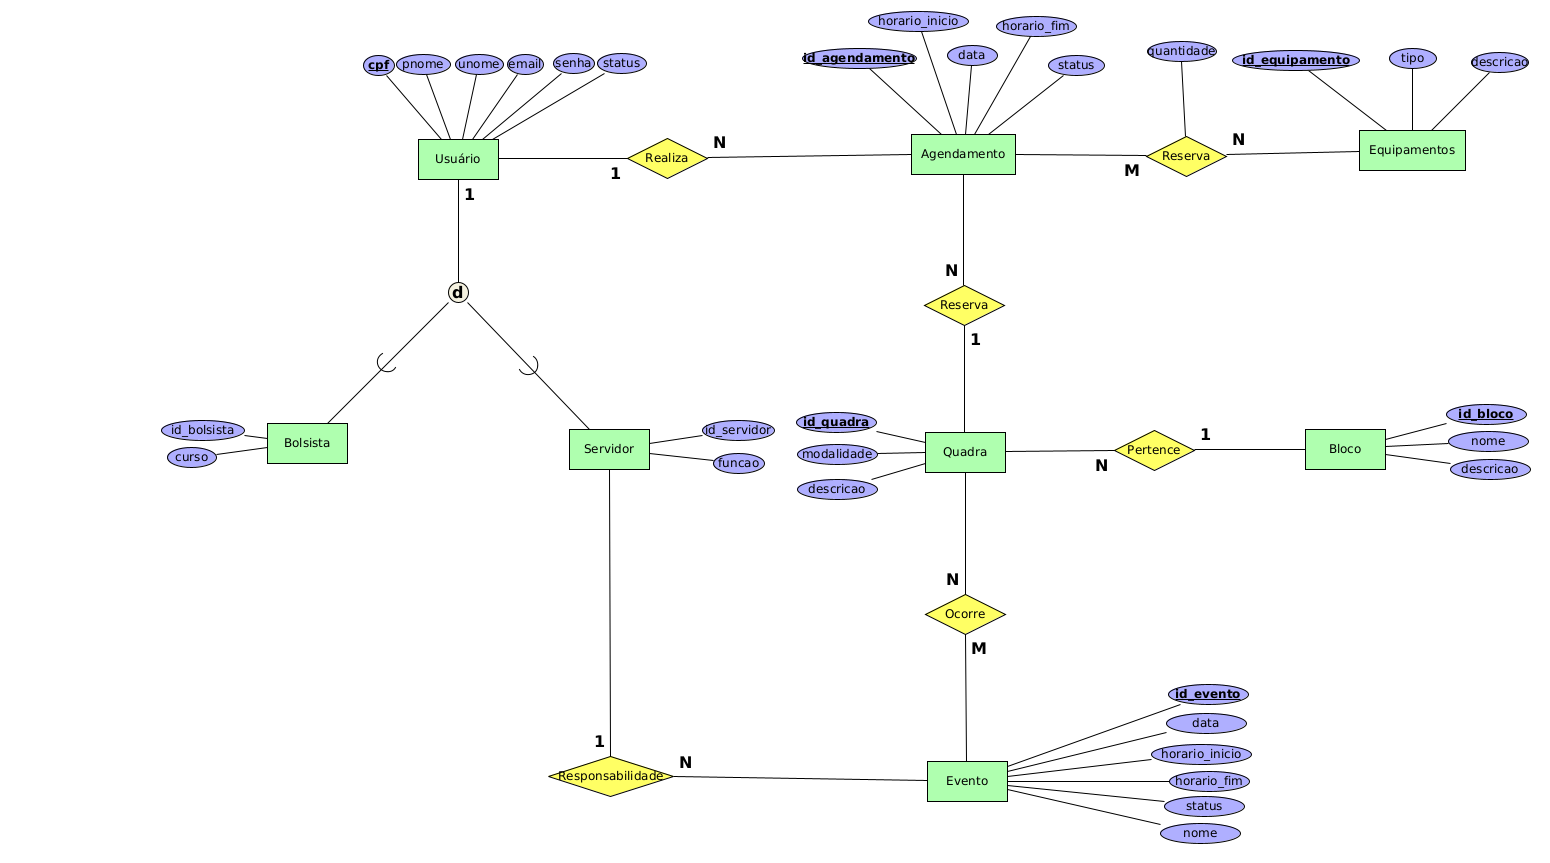 horario_inicio
horario_fim
quantidade
id_agendamento
data
status
id_equipamento
tipo
descricao
cpf
pnome
unome
email
senha
status
Usuário
1
Realiza
N
Agendamento
M
Reserva
N
Equipamentos
1
d
N
Reserva
1
id_bolsista
curso
Bolsista
Servidor
id_servidor
funcao
id_quadra
modalidade
descricao
Quadra
N
Pertence
1
Bloco
id_bloco
nome
descricao
N
Ocorre
M
1
Responsabilidade
N
Evento
id_evento
data
horario_inicio
horario_fim
status
nome